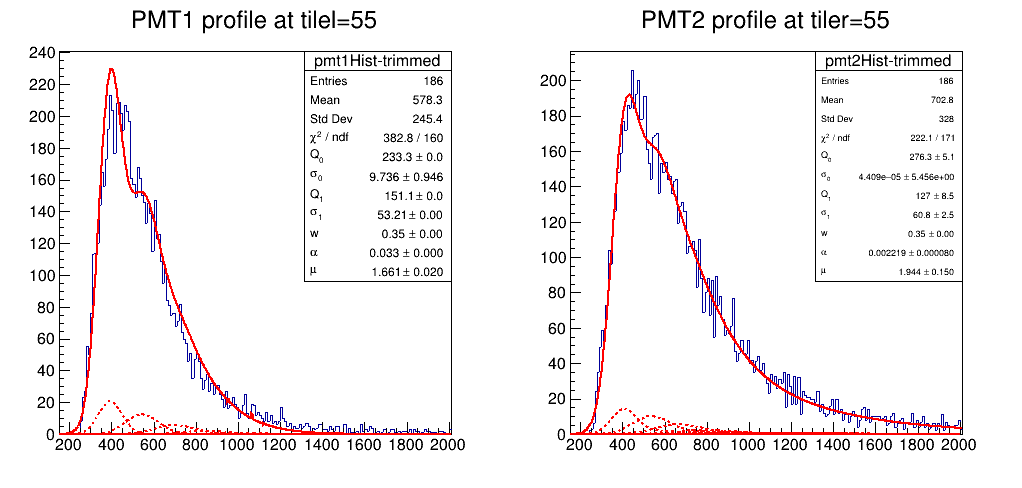 PMT1 profile at tilel=55
pmt1Hist-trimmed
Entries 186
Mean 578.3
Std Dev 245.4
χ² / ndf 382.8 / 160
Q₀ 233.3 ± 0.0
σ₀ 9.736 ± 0.946
Q₁ 151.1 ± 0.0
σ₁ 53.21 ± 0.00
w 0.35 ± 0.00
α 0.033 ± 0.000
μ 1.661 ± 0.020
240
220
200
180
160
140
120
100
80
60
40
20
0
200 400 600 800 1000 1200 1400 1600 1800 2000
PMT2 profile at tiler=55
pmt2Hist-trimmed
Entries 186
Mean 702.8
Std Dev 328
χ² / ndf 222.1 / 171
Q₀ 276.3 ± 5.1
σ₀ 4.409e-05 ± 5.456e+00
Q₁ 127 ± 8.5
σ₁ 60.8 ± 2.5
w 0.35 ± 0.00
α 0.002219 ± 0.000080
μ 1.944 ± 0.150
200
180
160
140
120
100
80
60
40
20
0
200 400 600 800 1000 1200 1400 1600 1800 2000